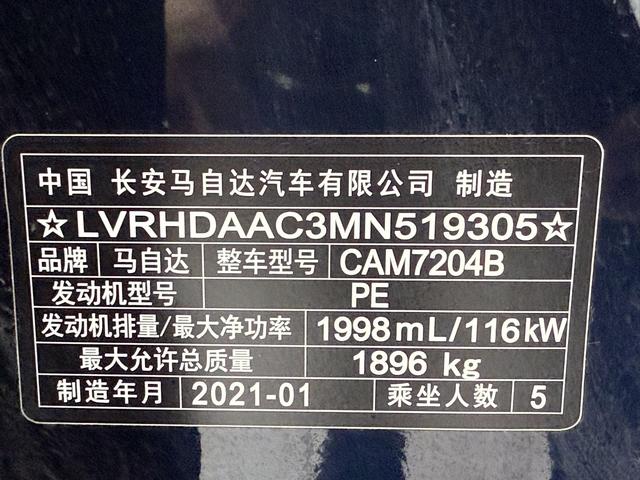 中国 长安马自达汽车有限公司 制造
☆LVRHDAAC3MN519305☆
品牌 马自达 整车型号 CAM7204B
发动机型号 PE
发动机排量/最大净功率 1998mL/116kW
最大允许总质量 1896 kg
制造年月 2021-01 乘坐人数 5